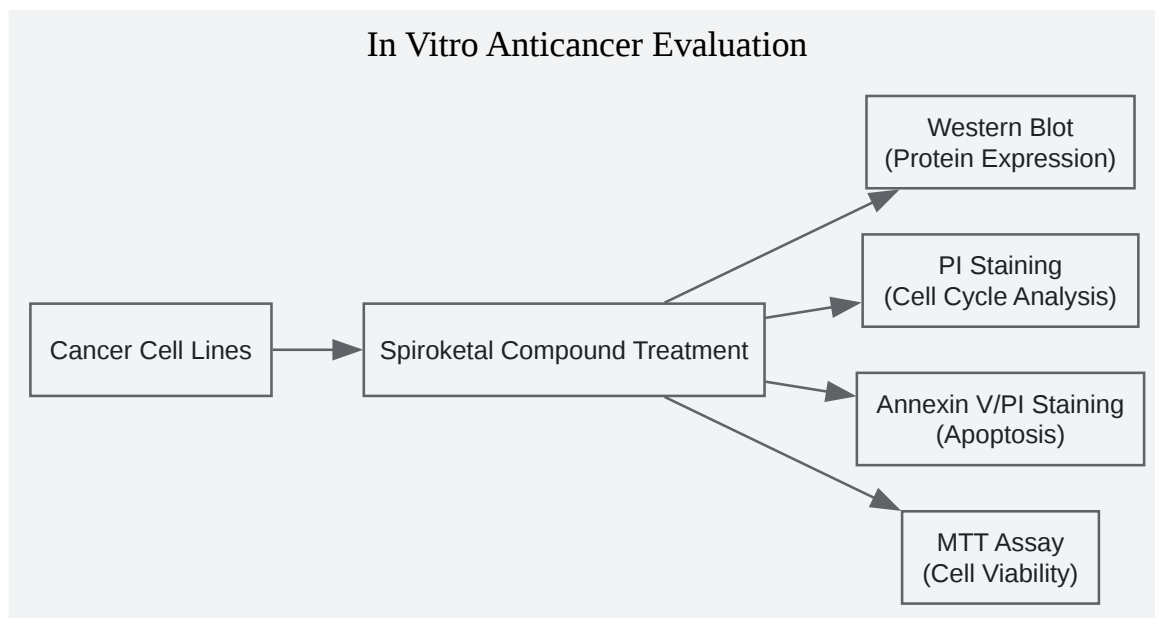 In Vitro Anticancer Evaluation
Cancer Cell Lines
Spiroketal Compound Treatment
Western Blot
(Protein Expression)
PI Staining
(Cell Cycle Analysis)
Annexin V/PI Staining
(Apoptosis)
MTT Assay
(Cell Viability)